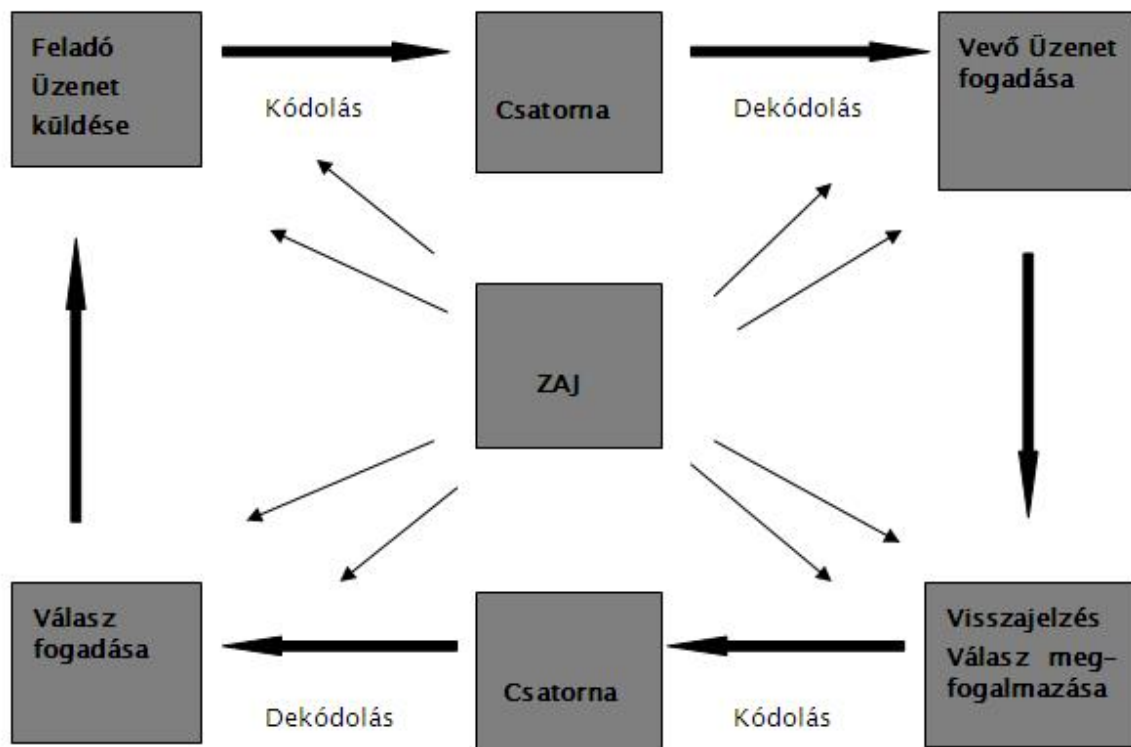 Feladó
Üzenet
küldése
Kódolás
Csatorna
Dekódolás
Vevő Üzenet
fogadása
ZAJ
Válasz
fogadása
Dekódolás
Csatorna
Kódolás
Visszajelzés
Válasz meg-
fogalmazása